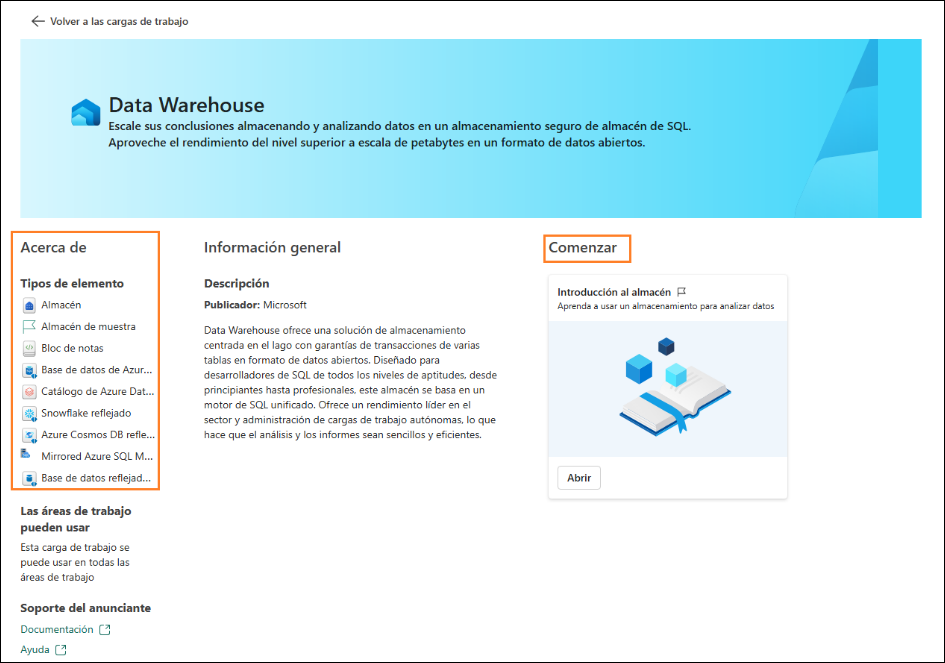 Volver a las cargas de trabajo
Data Warehouse
Escale sus conclusiones almacenando y analizando datos en un almacenamiento seguro de almacén de SQL.
Aproveche el rendimiento del nivel superior a escala de petabytes en un formato de datos abiertos.
Acerca de
Tipos de elemento
Almacén
Almacén de muestra
Bloc de notas
Base de datos de Azur...
Catálogo de Azure Dat...
Snowflake reflejado
Azure Cosmos DB refle...
Mirrored Azure SQL M...
Base de datos reflejad...
Las áreas de trabajo
pueden usar
Esta carga de trabajo se
puede usar en todas las
áreas de trabajo
Soporte del anunciante
Documentación
Ayuda
Información general
Descripción
Publicador: Microsoft
Data Warehouse ofrece una solución de almacenamiento
centrada en el lago con garantías de transacciones de varias
tablas en formato de datos abiertos. Diseñado para
desarrolladores de SQL de todos los niveles de aptitudes, desde
principiantes hasta profesionales, este almacén se basa en un
motor de SQL unificado. Ofrece un rendimiento líder en el
sector y administración de cargas de trabajo autónomas, lo que
hace que el análisis y los informes sean sencillos y eficientes.
Comenzar
Introducción al almacén
Aprenda a usar un almacenamiento para analizar datos
Abrir